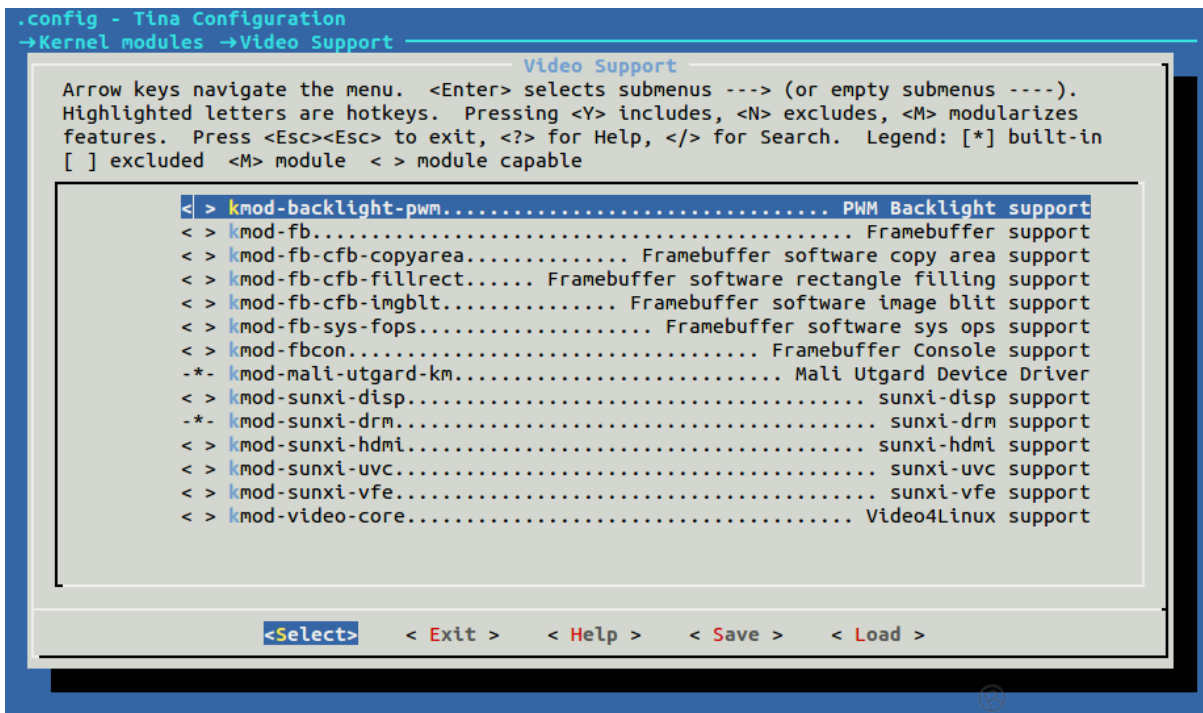 .config - Tina Configuration
→Kernel modules →Video Support
Video Support
Arrow keys navigate the menu.  <Enter> selects submenus ---> (or empty submenus ----).
Highlighted letters are hotkeys.  Pressing <Y> includes, <N> excludes, <M> modularizes
features.  Press <Esc><Esc> to exit, <?> for Help, </> for Search.  Legend: [*] built-in
[ ] excluded  <M> module  < > module capable
< > kmod-backlight-pwm................................. PWM Backlight support
< > kmod-fb................................................ Framebuffer support
< > kmod-fb-cfb-copyarea.............. Framebuffer software copy area support
< > kmod-fb-cfb-fillrect...... Framebuffer software rectangle filling support
< > kmod-fb-cfb-imgblt............... Framebuffer software image blit support
< > kmod-fb-sys-fops.................... Framebuffer software sys ops support
< > kmod-fbcon................................... Framebuffer Console support
-*- kmod-mali-utgard-km............................ Mali Utgard Device Driver
< > kmod-sunxi-disp....................................... sunxi-disp support
-*- kmod-sunxi-drm......................................... sunxi-drm support
< > kmod-sunxi-hdmi....................................... sunxi-hdmi support
< > kmod-sunxi-uvc......................................... sunxi-uvc support
< > kmod-sunxi-vfe......................................... sunxi-vfe support
< > kmod-video-core...................................... Video4Linux support
<Select>    < Exit >    < Help >    < Save >    < Load >